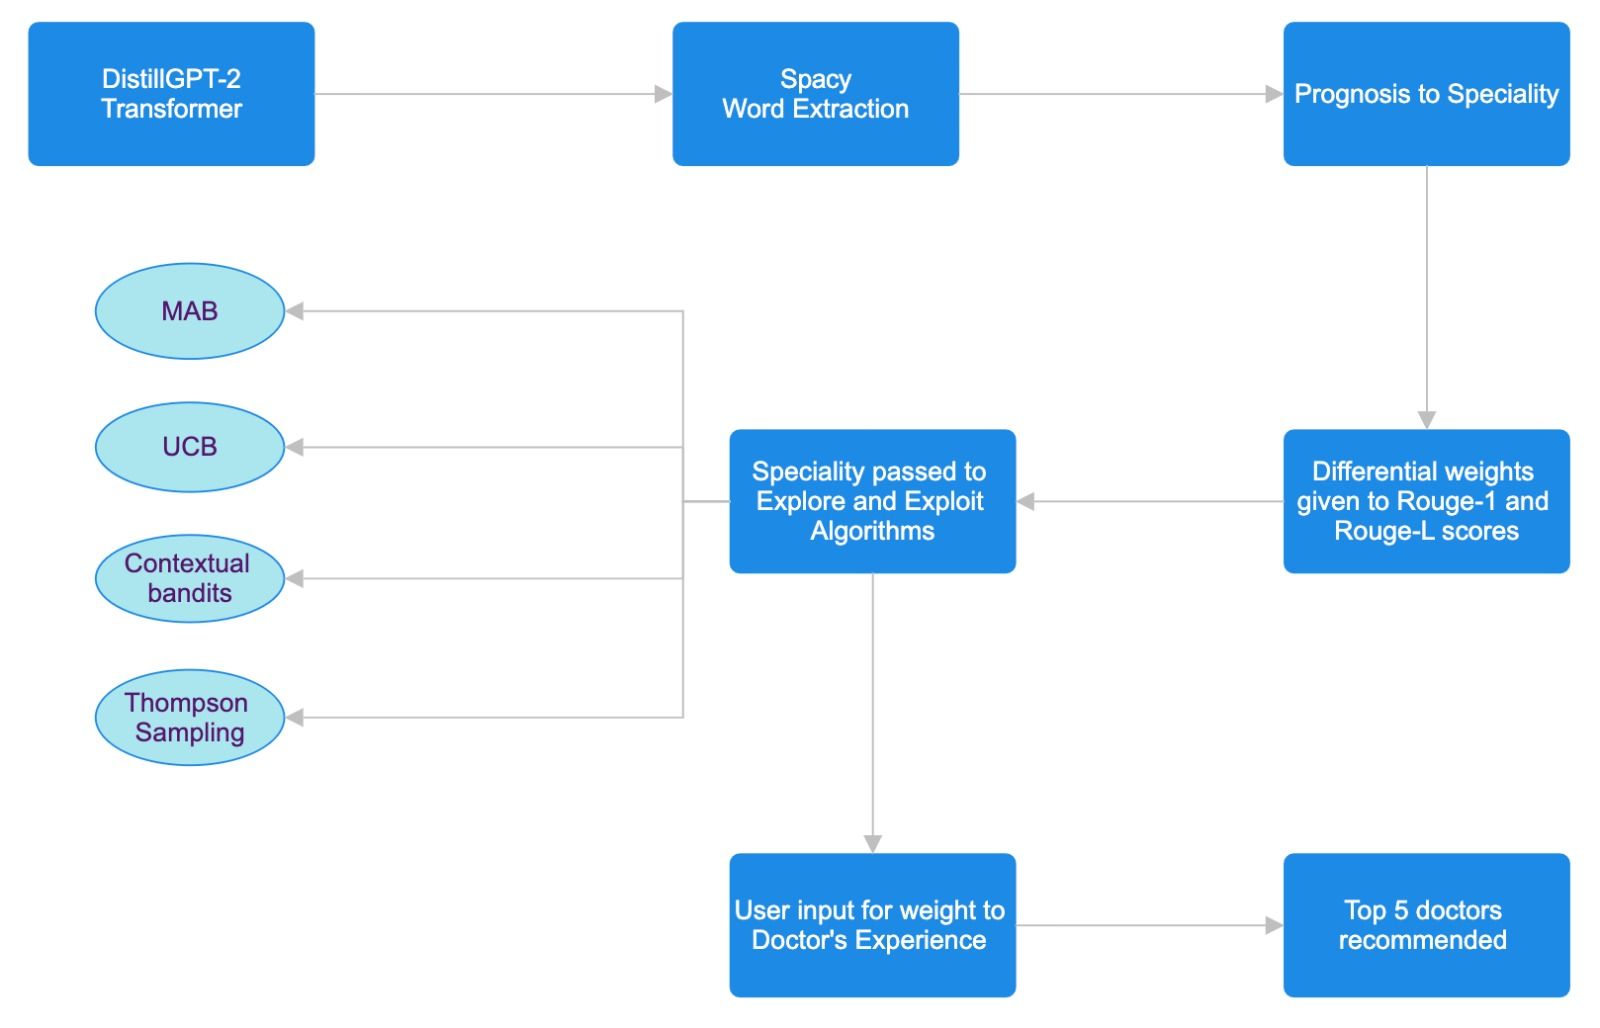 DistillGPT-2
Transformer
Spacy
Word Extraction
Prognosis to Speciality
MAB
UCB
Contextual
bandits
Thompson
Sampling
Speciality passed to
Explore and Exploit
Algorithms
Differential weights
given to Rouge-1 and
Rouge-L scores
User input for weight to
Doctor's Experience
Top 5 doctors
recommended